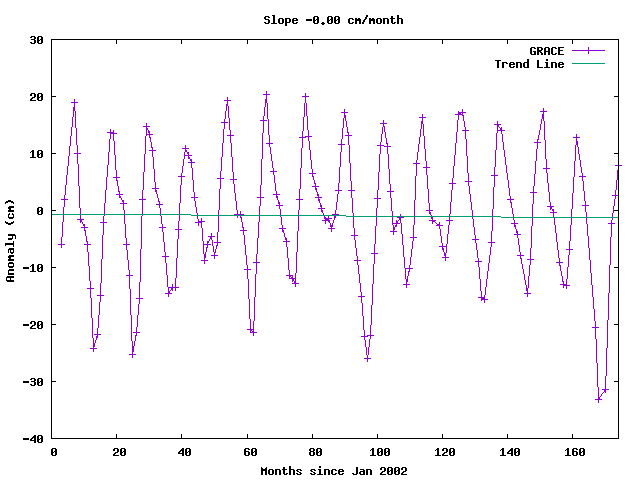 Slope -0.00 cm/month
GRACE
Trend Line
30
20
10
0
-10
-20
-30
-40
Anomaly (cm)
0 20 40 60 80 100 120 140 160
Months since Jan 2002